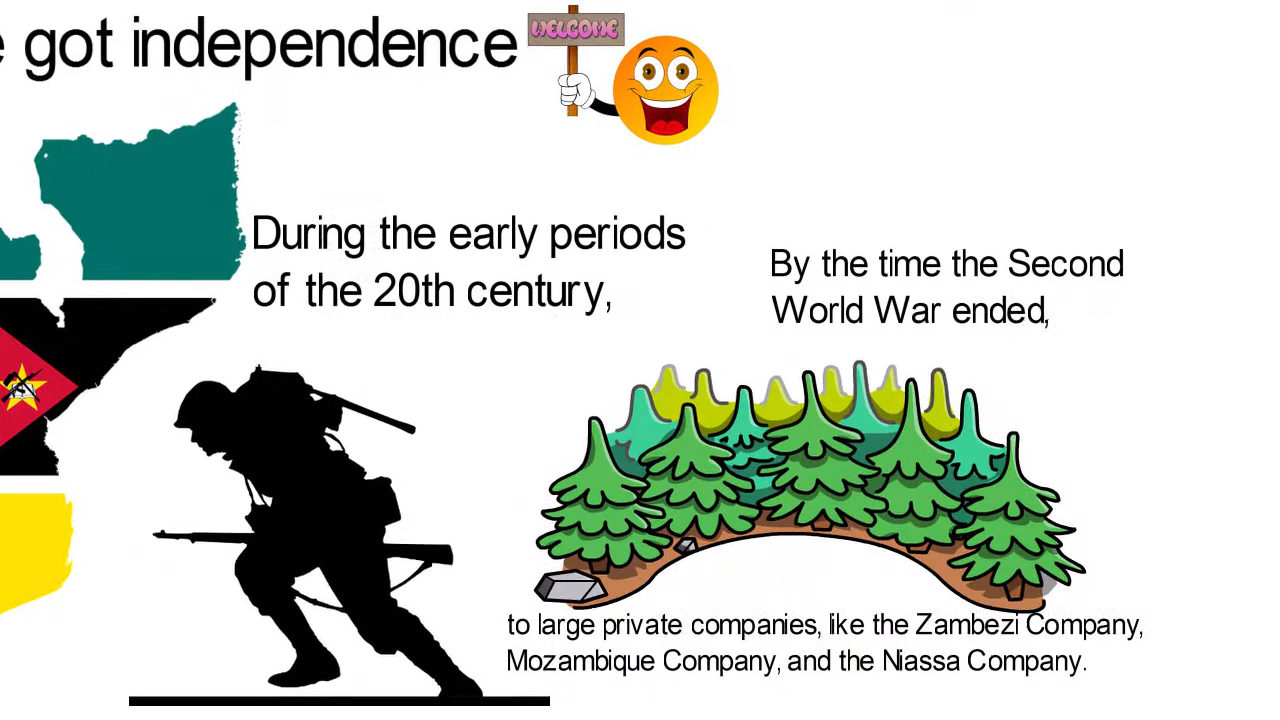 got independence
WELCOME
During the early periods
of the 20th century,
By the time the Second
World War ended,
to large private companies, like the Zambezi Company,
Mozambique Company, and the Niassa Company.